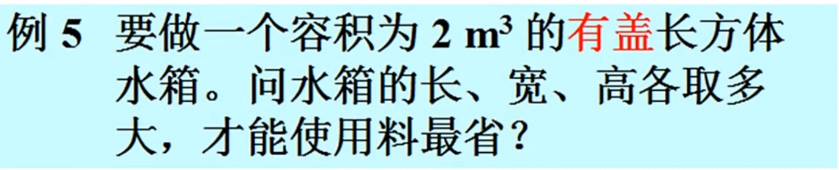 例 5 要做一个容积为 2 m³ 的有盖长方体
水箱。问水箱的长、宽、高各取多
大，才能使用料最省？